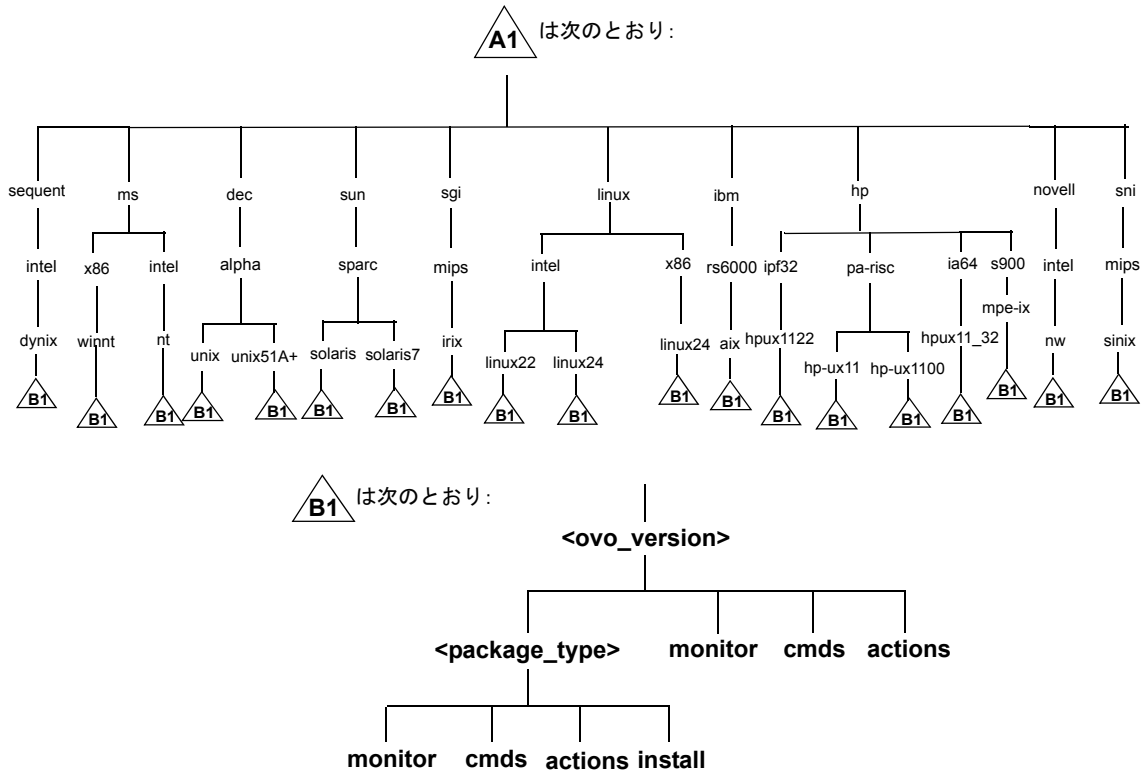 A1 は次のとおり:
sequent ms dec sun sgi linux ibm hp novell sni
intel x86 intel alpha sparc mips intel x86 rs6000 ipf32 pa-risc ia64 s900 intel mips
mpe-ix
dynix winnt nt unix unix51A+ solaris solaris7 irix linux22 linux24 linux24 aix hpux1122 hp-ux11 hp-ux1100 hpux11_32 nw sinix
B1 B1 B1 B1 B1 B1 B1 B1 B1 B1 B1 B1 B1 B1 B1 B1 B1 B1 B1
B1 は次のとおり:
<ovo_version>
<package_type> monitor cmds actions
monitor cmds actions install